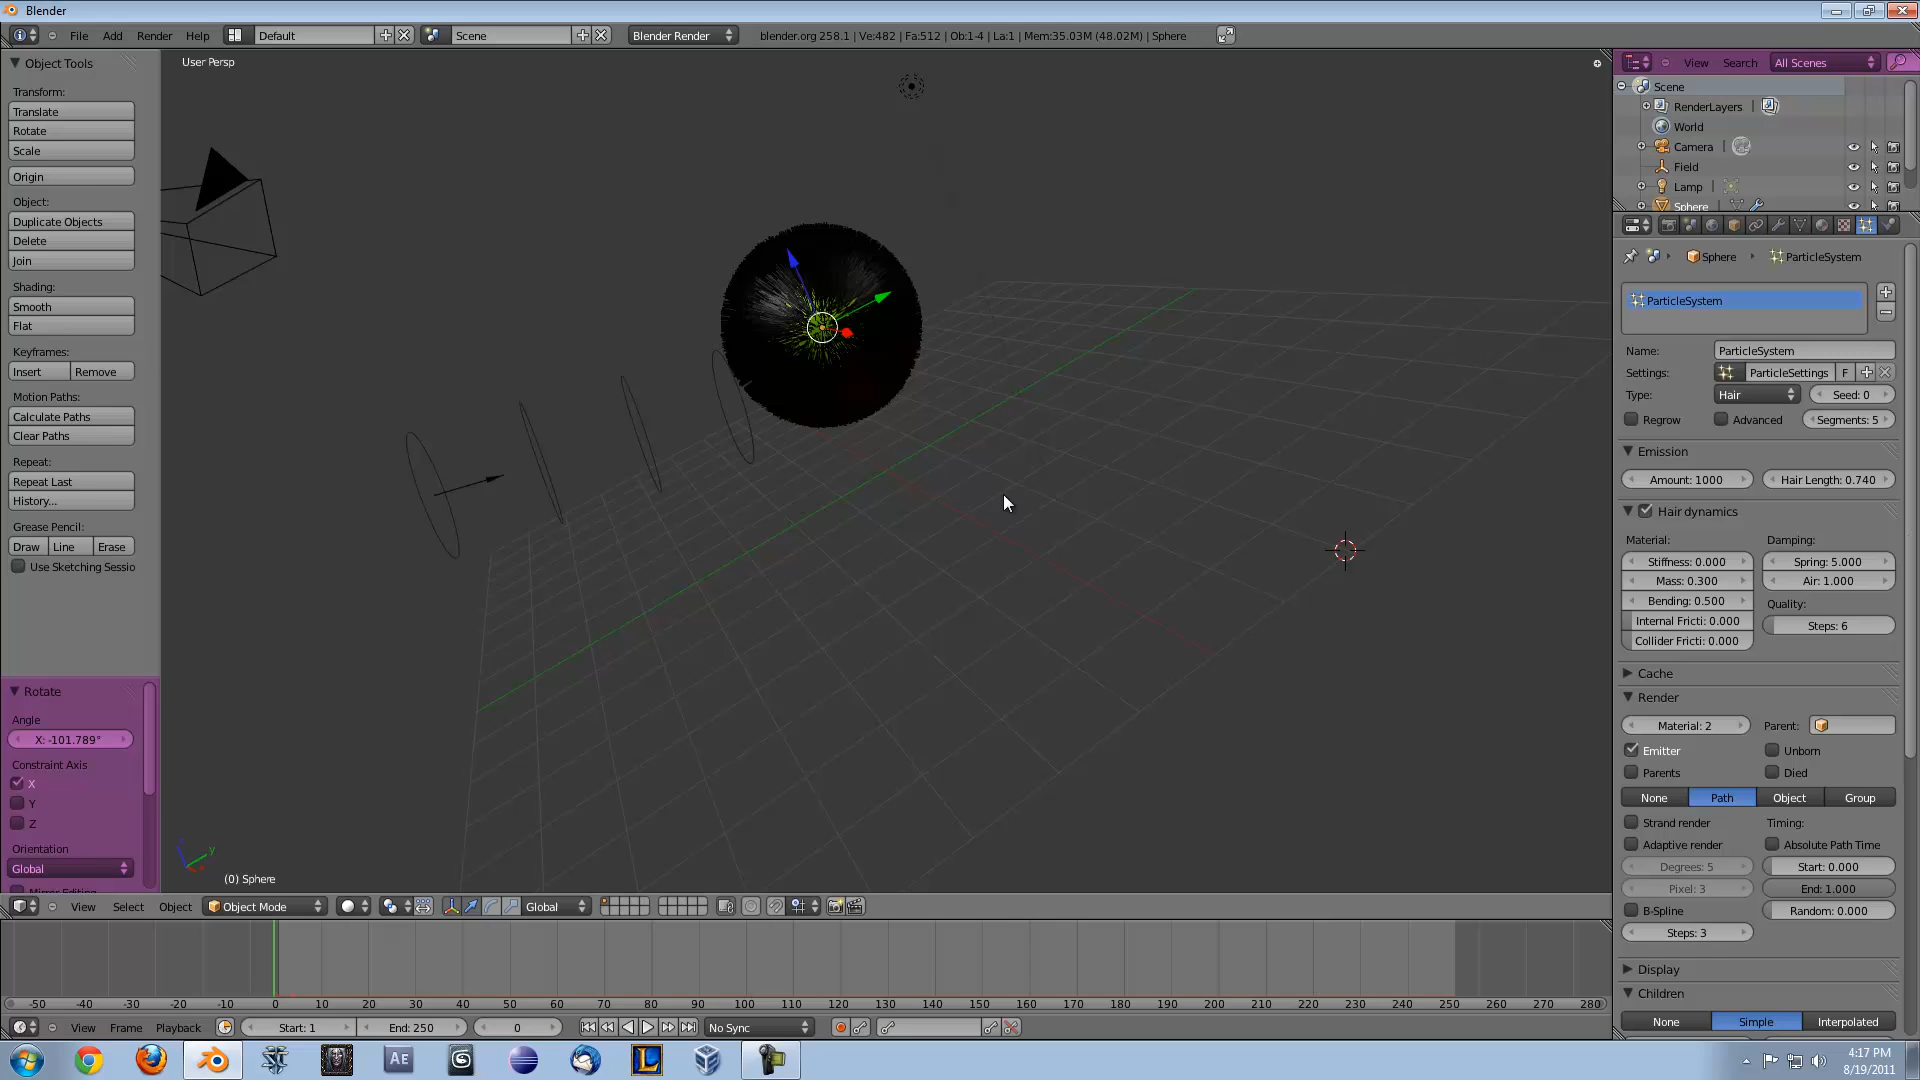 Blender
File Add Render Help Default Scene Blender Render blender.org 258.1 | Ve:482 | Fa:512 | Ob:1-4 | La:1 | Mem:35.03M (48.02M) | Sphere
Object Tools
Transform:
Translate
Rotate
Scale
Origin
Object:
Duplicate Objects
Delete
Join
Shading:
Smooth
Flat
Keyframes:
Insert Remove
Motion Paths:
Calculate Paths
Clear Paths
Repeat:
Repeat Last
History...
Grease Pencil:
Draw Line Erase
Use Sketching Sessio
Rotate
Angle
X: -101.789°
Constraint Axis
X
Y
Z
Orientation
Global
User Persp
(0) Sphere
View Select Object Object Mode Global
-50 -40 -30 -20 -10 0 10 20 30 40 50 60 70 80 90 100 110 120 130 140 150 160 170 180 190 200 210 220 230 240 250 260 270 280
View Frame Playback Start: 1 End: 250 0 No Sync
View Search All Scenes
Scene
RenderLayers
World
Camera
Field
Lamp
Sphere
Sphere ParticleSystem
ParticleSystem
Name: ParticleSystem
Settings: ParticleSettings F
Type: Hair Seed: 0
Regrow Advanced Segments: 5
Emission
Amount: 1000 Hair Length: 0.740
Hair dynamics
Material: Damping:
Stiffness: 0.000 Spring: 5.000
Mass: 0.300 Air: 1.000
Bending: 0.500 Quality:
Internal Fricti: 0.000 Steps: 6
Collider Fricti: 0.000
Cache
Render
Material: 2 Parent:
Emitter Unborn
Parents Died
None Path Object Group
Strand render Timing:
Adaptive render Absolute Path Time
Degrees: 5 Start: 0.000
Pixel: 3 End: 1.000
B-Spline Random: 0.000
Steps: 3
Display
Children
None Simple Interpolated
4:17 PM
8/19/2011